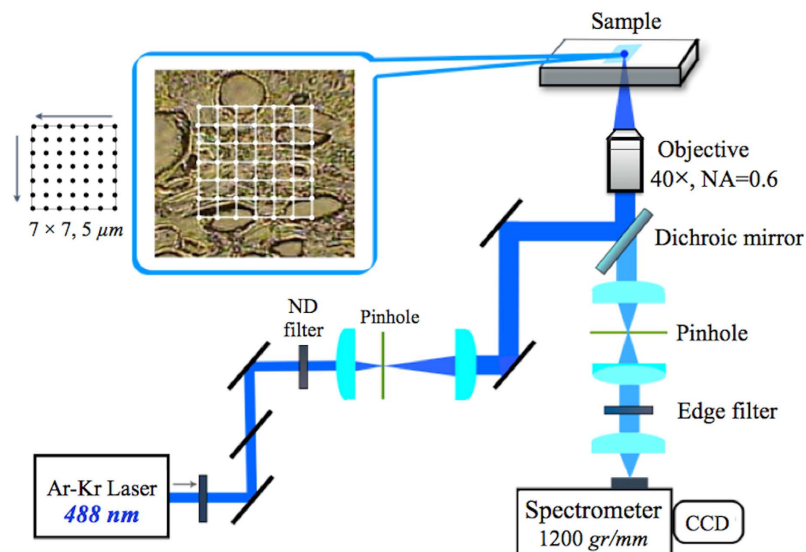 Sample
7 × 7, 5 µm
Objective
40×, NA=0.6
Dichroic mirror
ND
filter
Pinhole
Pinhole
Edge filter
Ar-Kr Laser
488 nm
Spectrometer
1200 gr/mm
CCD